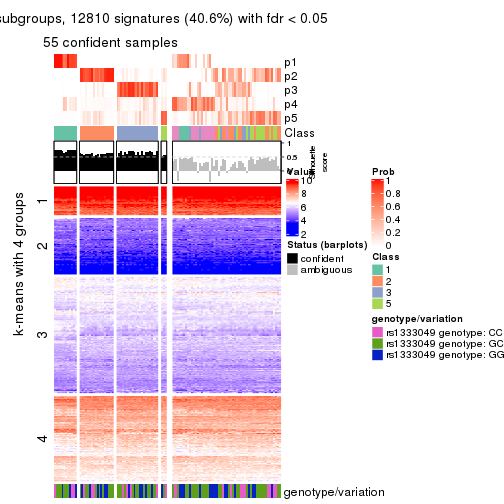 subgroups, 12810 signatures (40.6%) with fdr < 0.05
55 confident samples
p1
p2
p3
p4
p5
Class
1
0.5
0
Silhouette
score
k-means with 4 groups
1
2
3
4
genotype/variation
Value
10
8
6
4
2
Status (barplots)
confident
ambiguous
Prob
1
0.8
0.6
0.4
0.2
0
Class
1
2
3
5
genotype/variation
rs1333049 genotype: CC
rs1333049 genotype: GC
rs1333049 genotype: GG